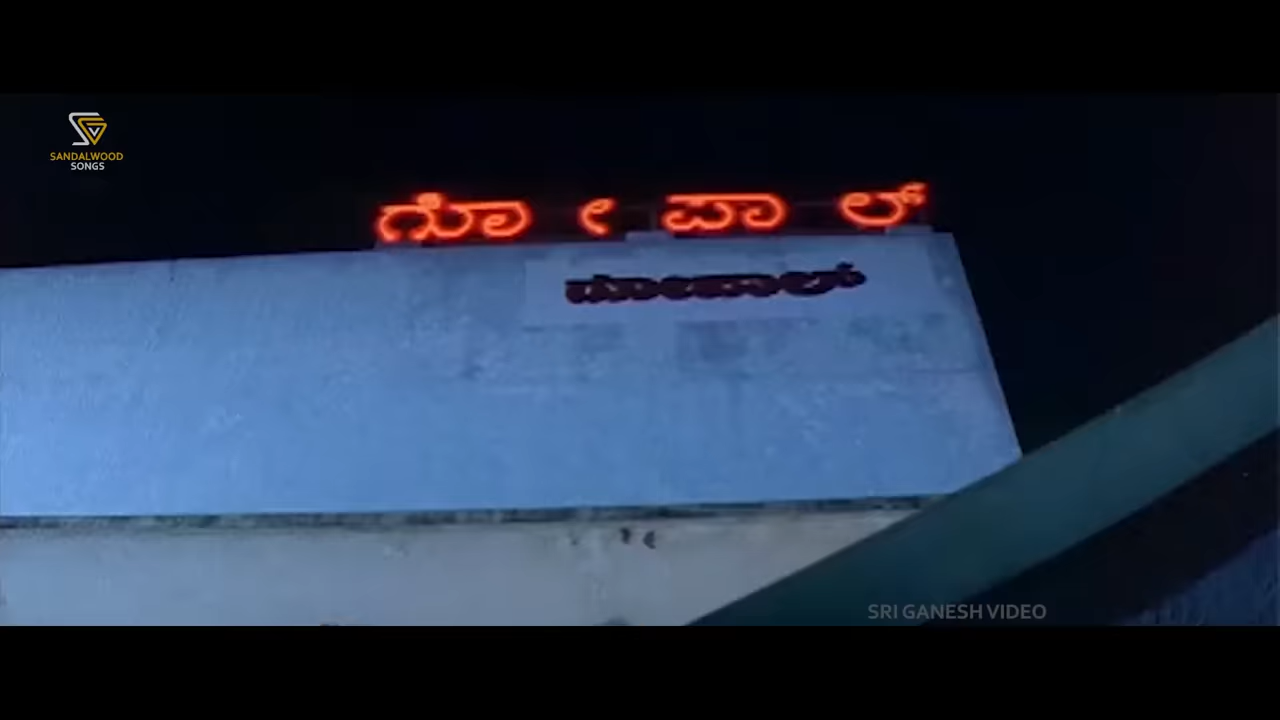 SANDALWOOD
SONGS
ಗೋಪಾಲ್
SRI GANESH VIDEO